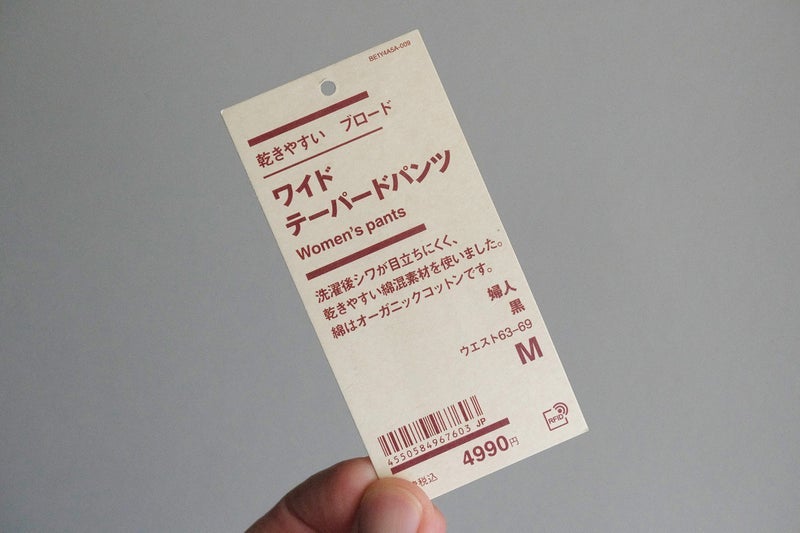 BE1Y4A5A-009
乾きやすい ブロード
ワイド
テーパードパンツ
Women's pants
洗濯後シワが目立ちにくく、
乾きやすい綿混素材を使いました。
綿はオーガニックコットンです。
婦人
黒
ウエスト63-69
M
RFID
4550584967603 JP
税込 4990円